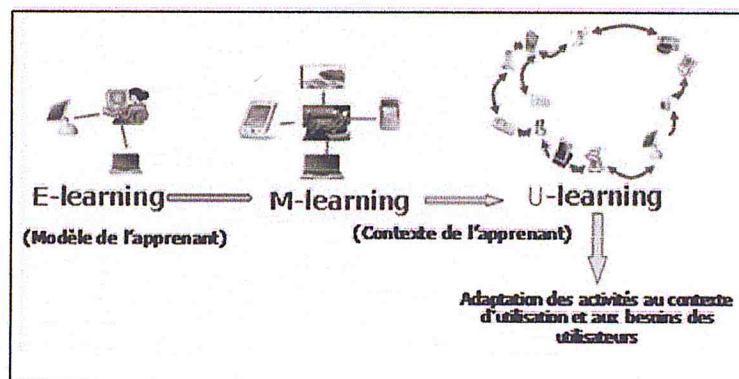 E-learning
M-learning
U-learning
(Modèle de l'apprenant)
(Contexte de l'apprenant)
Adaptation des activités au contexte
d'utilisation et aux besoins des
utilisateurs